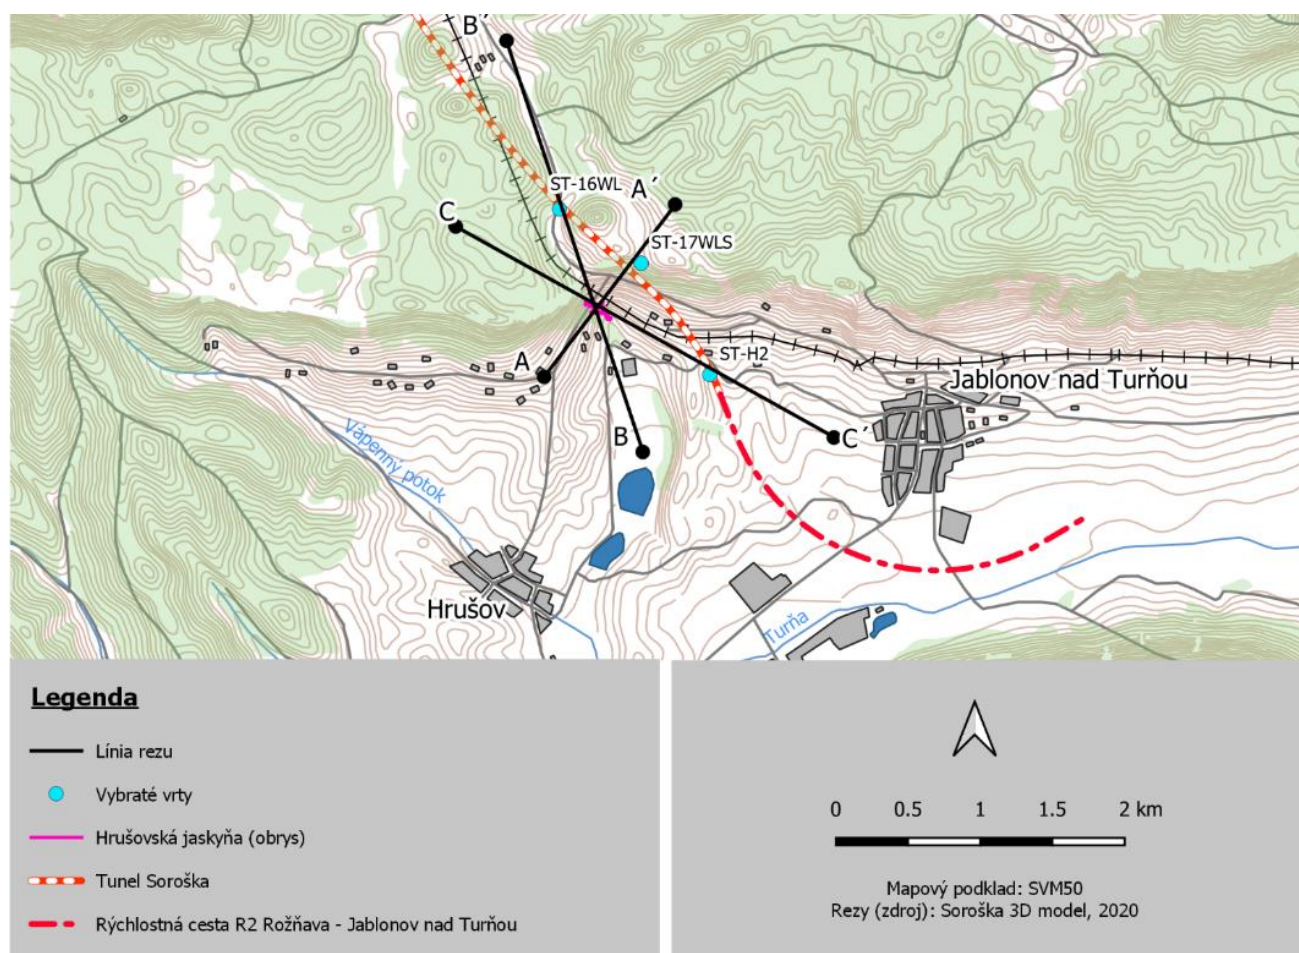 B´
ST-16WL
A´
C
ST-17WLS
A
ST-H2
Jablonov nad Turňou
B
C´
Vápenný potok
Hrušov
Turňa
Legenda
Línia rezu
Vybraté vrty
Hrušovská jaskyňa (obrys)
Tunel Soroška
Rýchlostná cesta R2 Rožňava - Jablonov nad Turňou
0 0.5 1 1.5 2 km
Mapový podklad: SVM50
Rezy (zdroj): Soroška 3D model, 2020